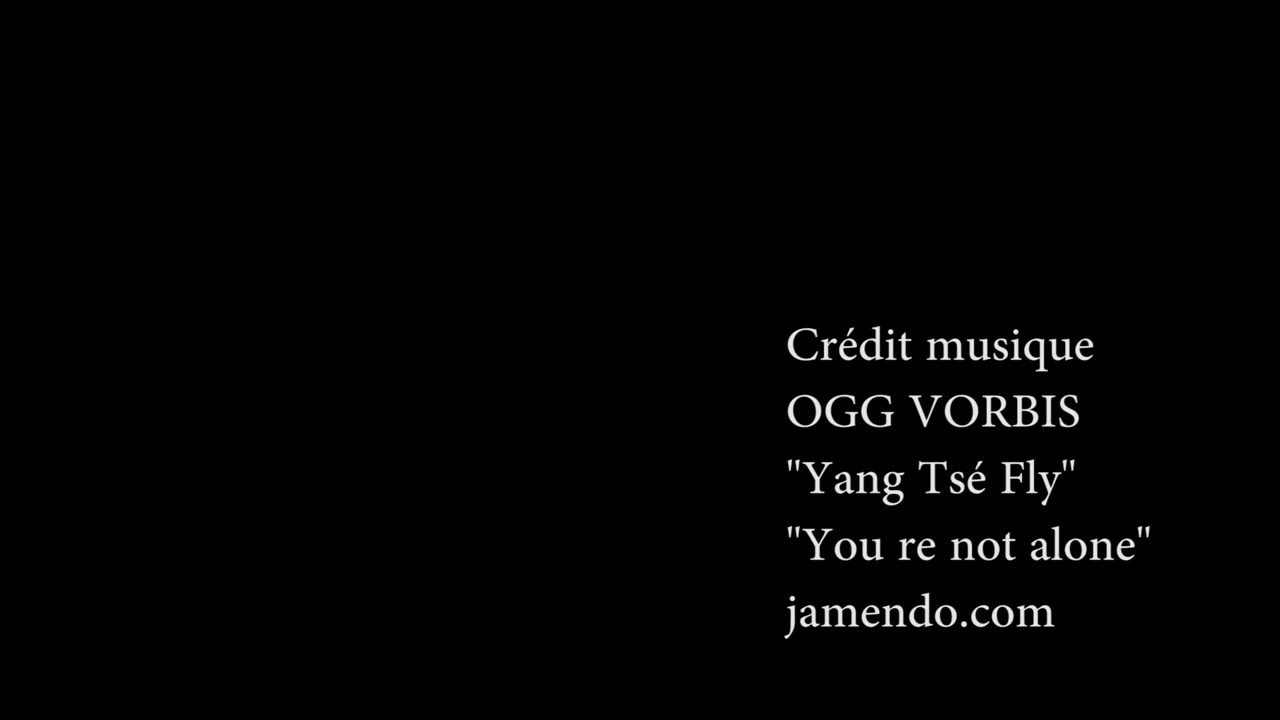 Crédit musique
OGG VORBIS
"Yang Tsé Fly"
"You re not alone"
jamendo.com